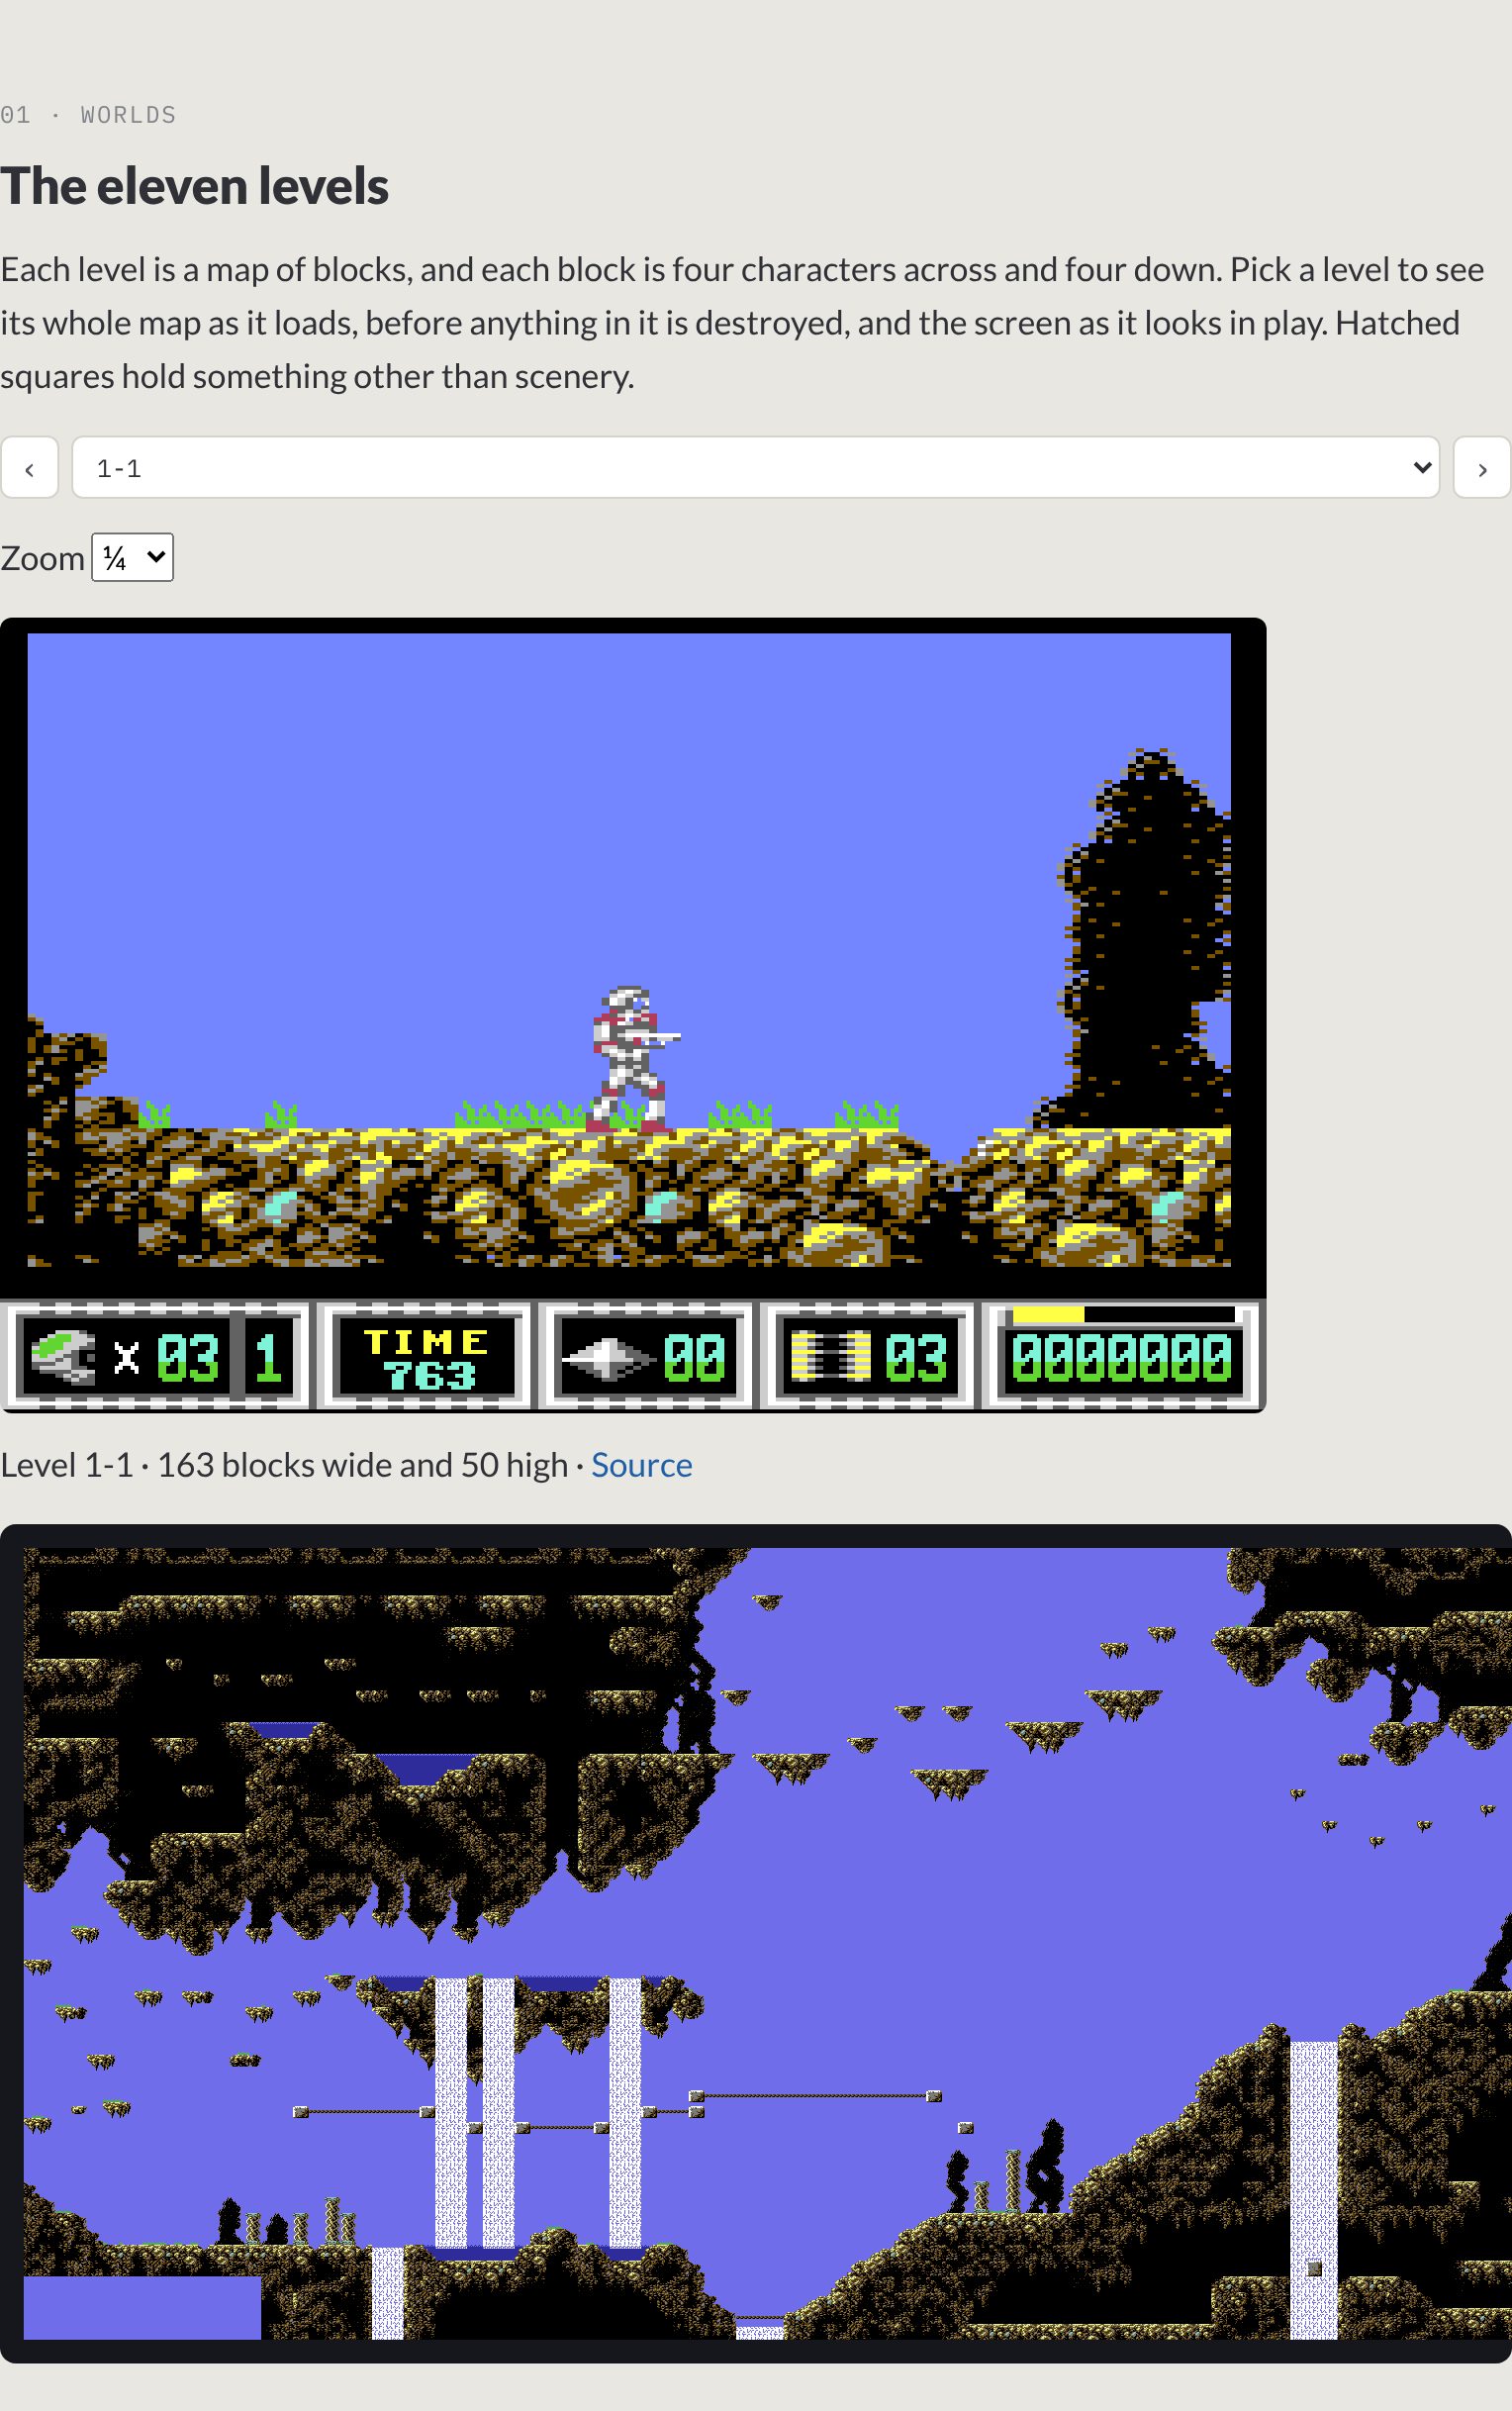 01 · WORLDS
The eleven levels
Each level is a map of blocks, and each block is four characters across and four down. Pick a level to see
its whole map as it loads, before anything in it is destroyed, and the screen as it looks in play. Hatched
squares hold something other than scenery.
‹ 1-1 ›
Zoom ¼
x 03 1 TIME 00 03 0000000
763
Level 1-1 · 163 blocks wide and 50 high · Source